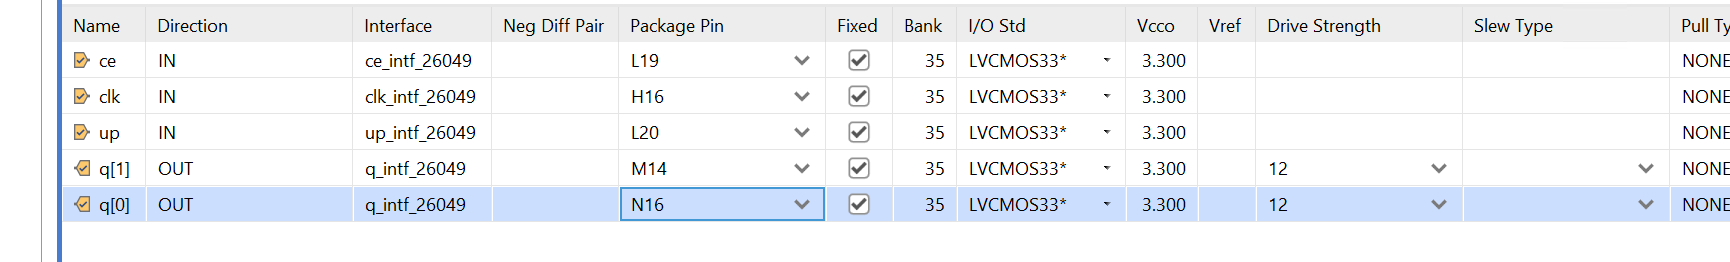 Name Direction Interface Neg Diff Pair Package Pin Fixed Bank I/O Std Vcco Vref Drive Strength Slew Type Pull Ty
ce IN ce_intf_26049 L19 35 LVCMOS33* 3.300 NONE
clk IN clk_intf_26049 H16 35 LVCMOS33* 3.300 NONE
up IN up_intf_26049 L20 35 LVCMOS33* 3.300 NONE
q[1] OUT q_intf_26049 M14 35 LVCMOS33* 3.300 12 NONE
q[0] OUT q_intf_26049 N16 35 LVCMOS33* 3.300 12 NONE